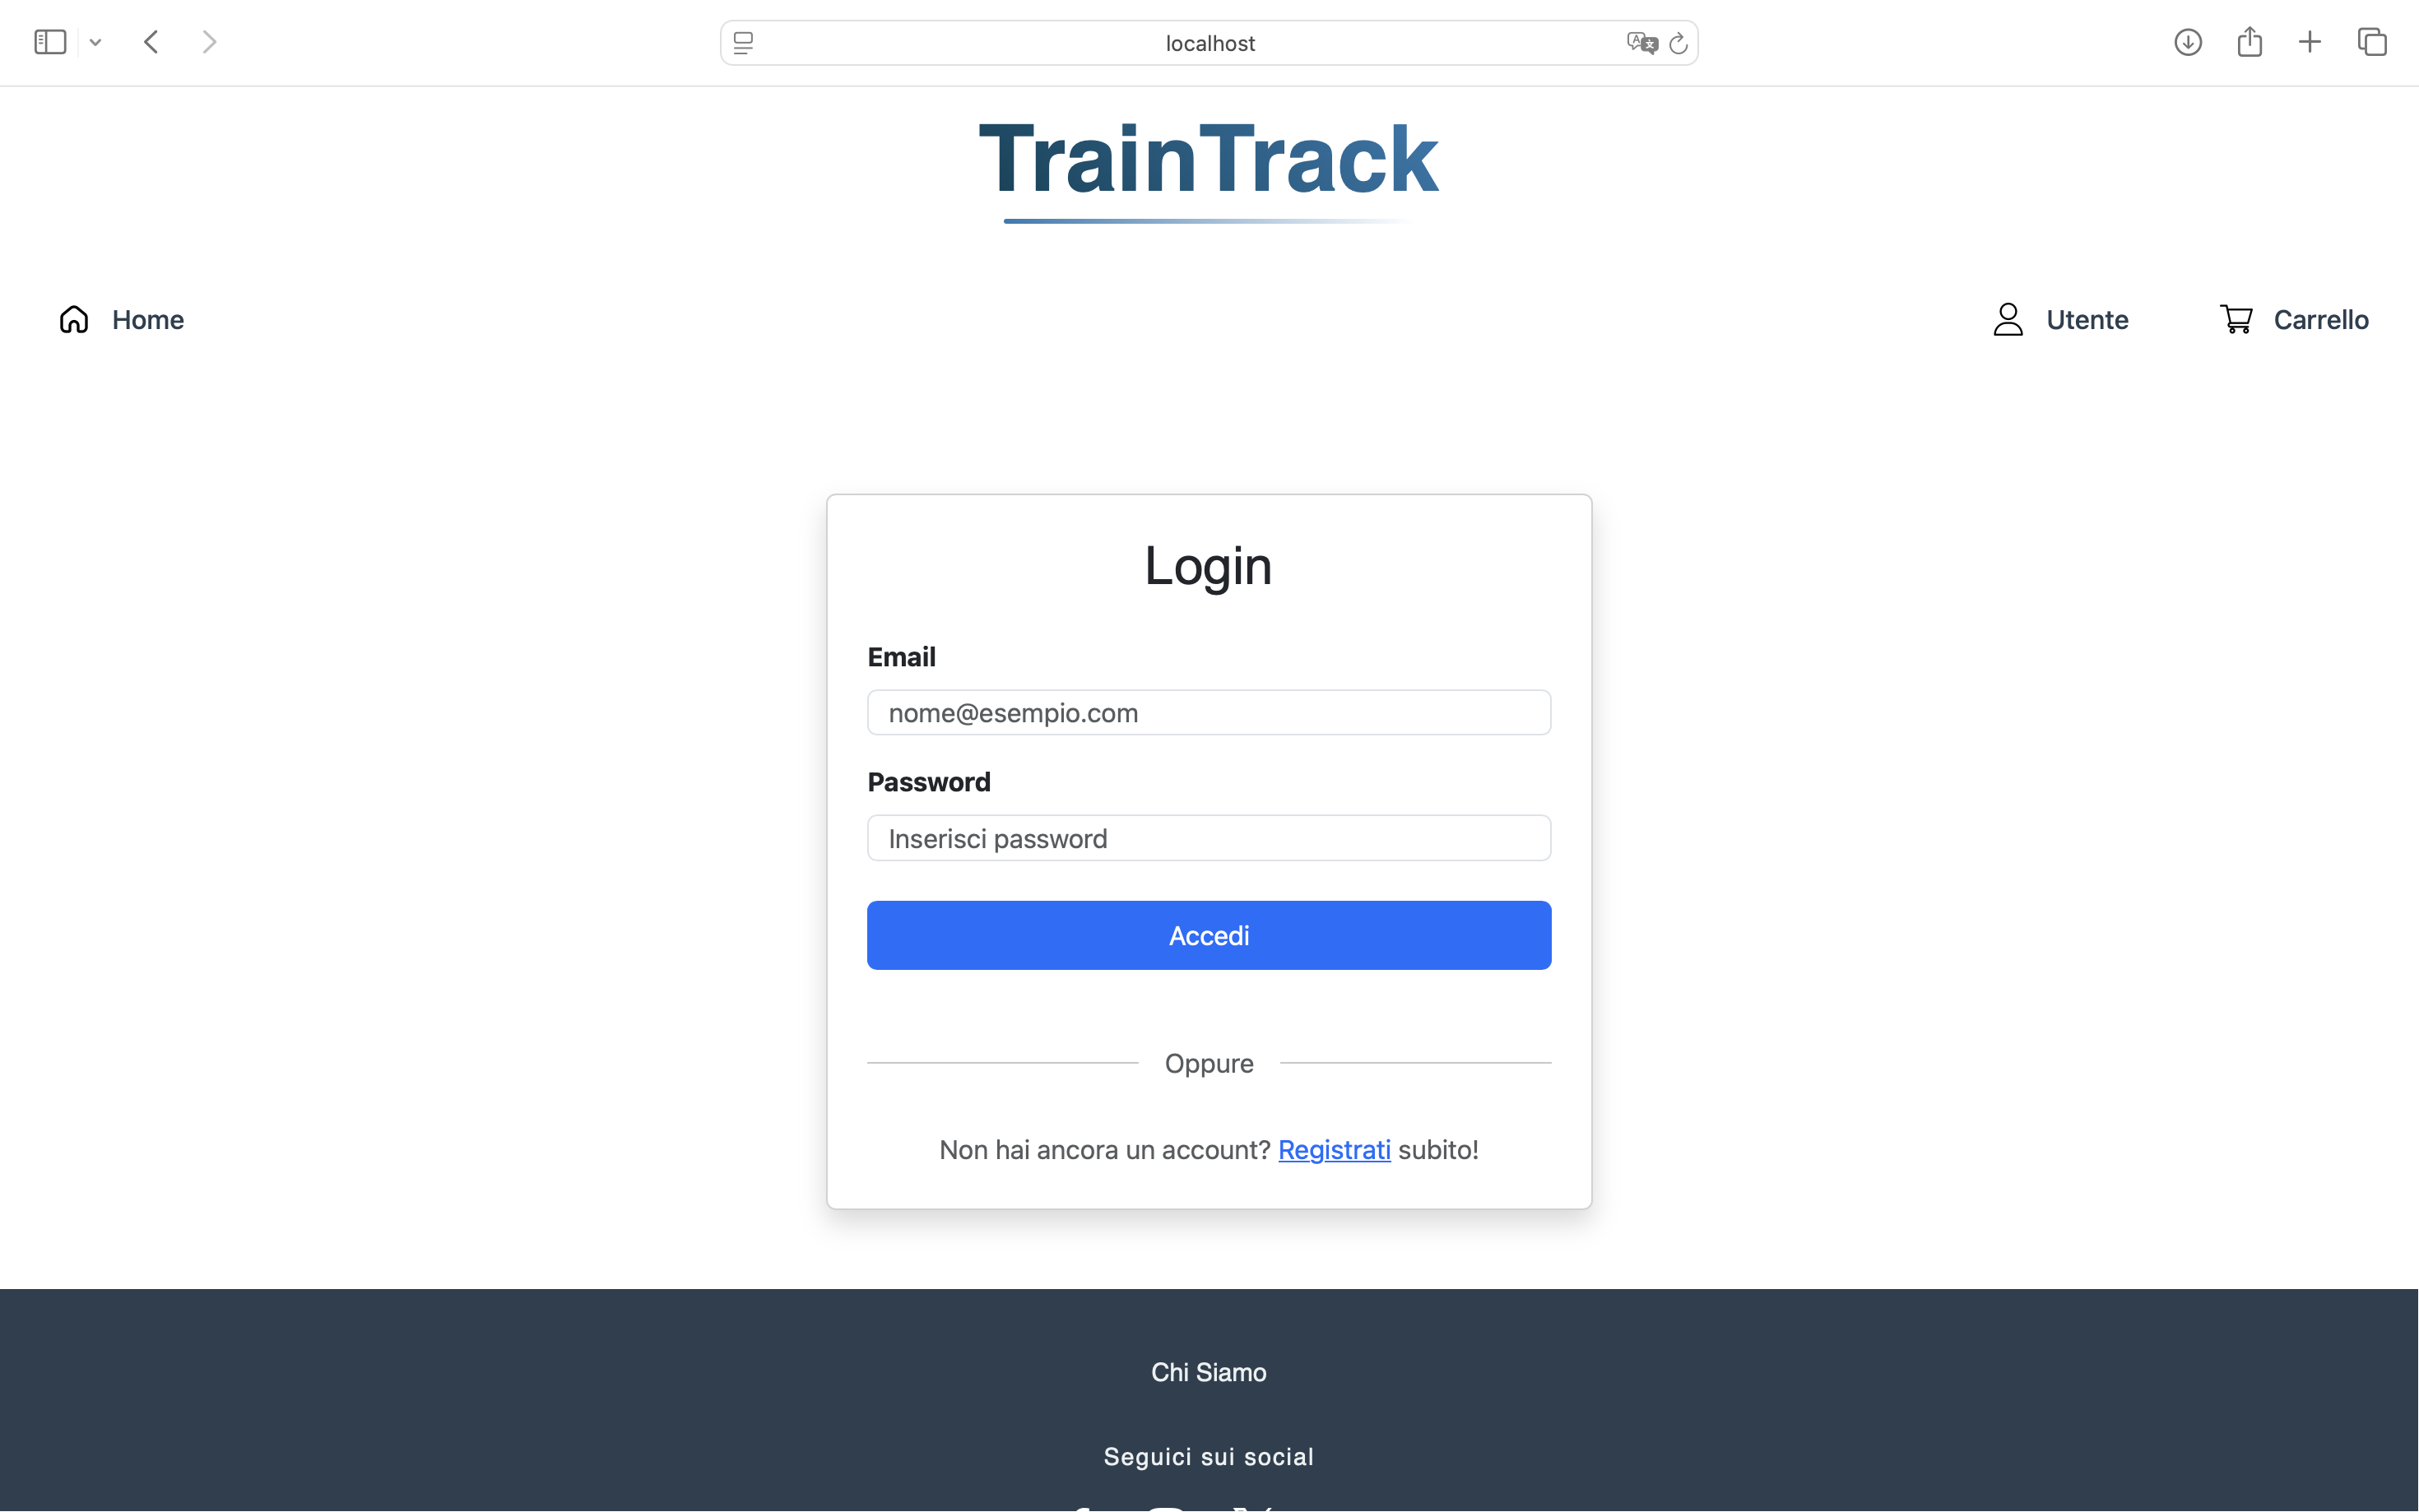 localhost
TrainTrack
Home
Utente
Carrello
Login
Email
nome@esempio.com
Password
Inserisci password
Accedi
Oppure
Non hai ancora un account? Registrati subito!
Chi Siamo
Seguici sui social